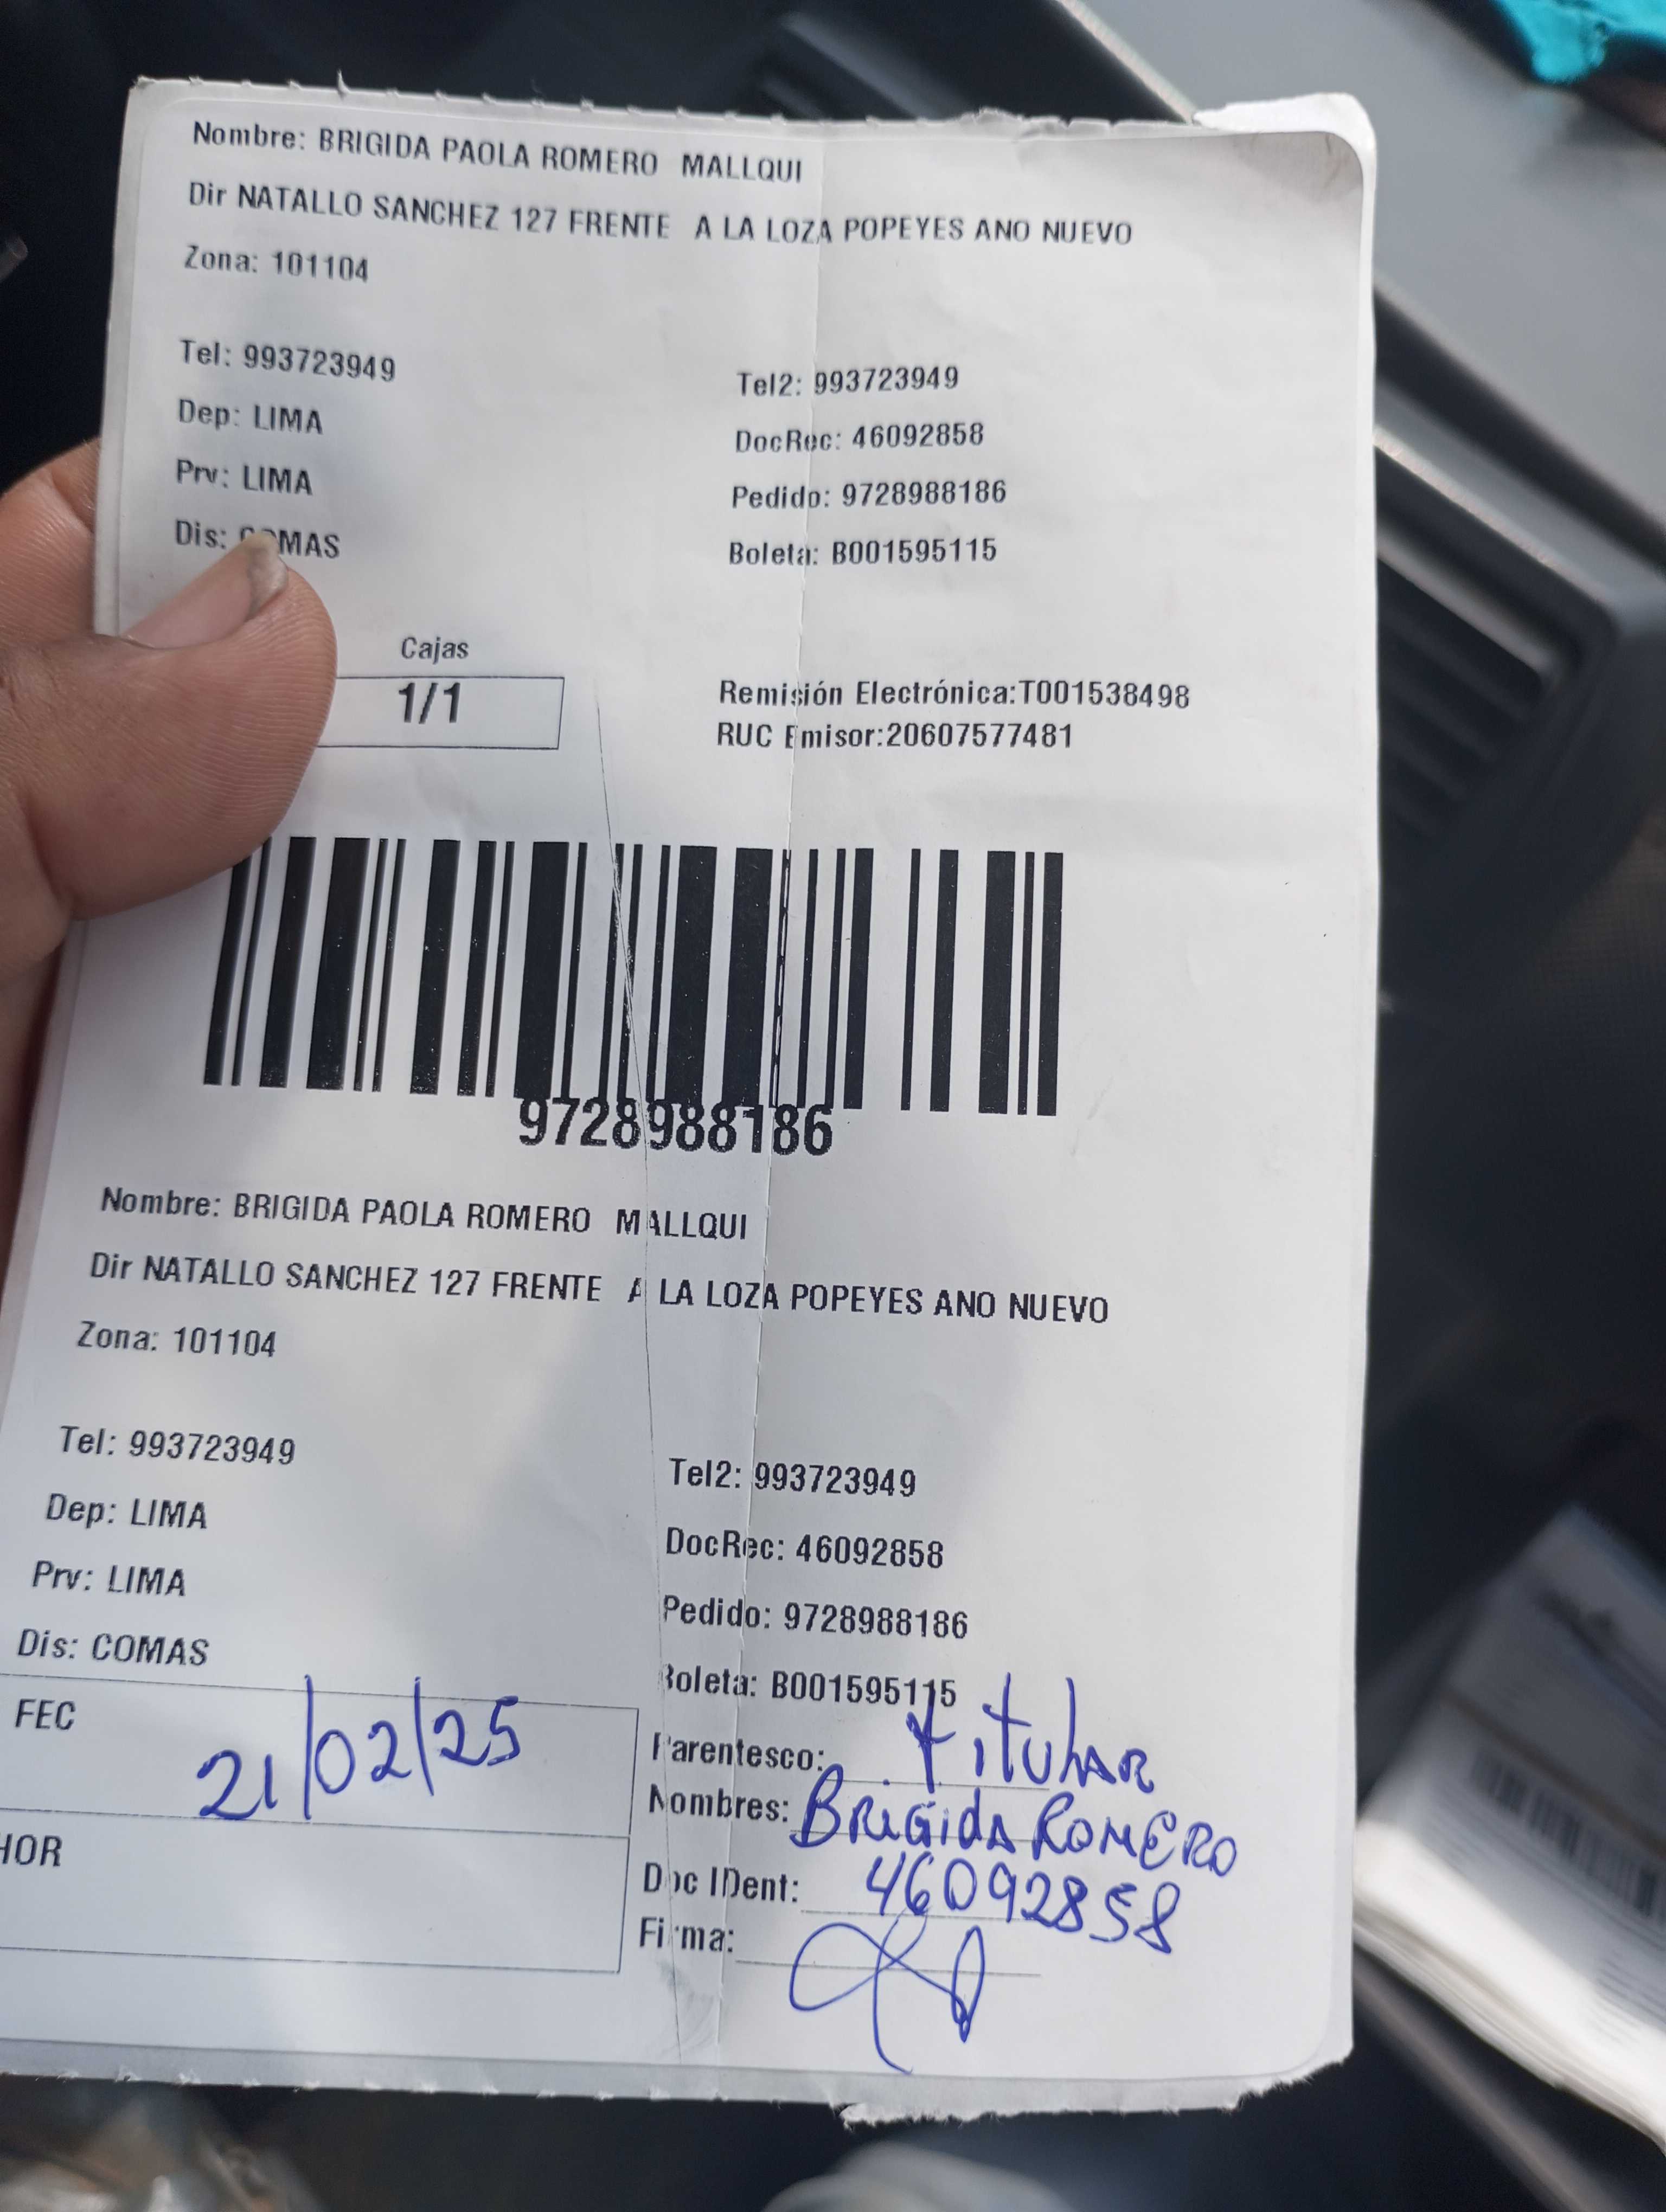 Nombre: BRIGIDA PAOLA ROMERO MALLQUI
Dir NATALLO SANCHEZ 127 FRENTE A LA LOZA POPEYES ANO NUEVO
Zona: 101104
Tel: 993723949 Tel2: 993723949
Dep: LIMA DocRec: 46092858
Prv: LIMA Pedido: 9728988186
Dis: COMAS Boleta: B001595115
Cajas
1/1
Remisión Electrónica:T001538498
RUC Emisor:20607577481
9728988186
Nombre: BRIGIDA PAOLA ROMERO MALLQUI
Dir NATALLO SANCHEZ 127 FRENTE A LA LOZA POPEYES ANO NUEVO
Zona: 101104
Tel: 993723949 Tel2: 993723949
Dep: LIMA DocRec: 46092858
Prv: LIMA Pedido: 9728988186
Dis: COMAS Boleta: B001595115
FEC 21/02/25
Parentesco: titular
Nombres: Brigida Romero
HOR
Doc IDent: 46092858
Firma: